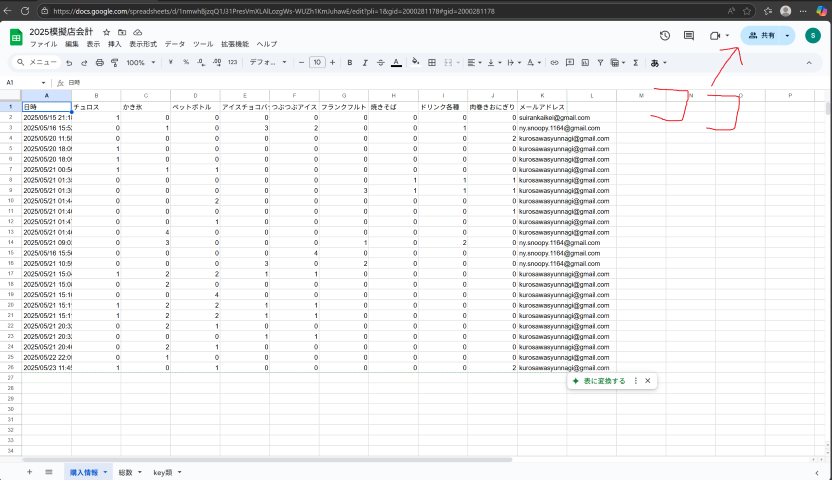 https://docs.google.com/spreadsheets/d/1nmwhBjzqQ1J31PresVmXLAlLozgWs-WUZh1KmJuhawE/edit?pli=1&gid=2000281178#gid=2000281178
2025模擬店会計
ファイル 編集 表示 挿入 表示形式 データ ツール 拡張機能 ヘルプ
共有
S
メニュー 100% ¥ % .0 .00 123 デフォ... − 10 + B I A あ
A1 fx 日時
A B C D E F G H I J K L M N O P
1 日時 チュロス かき氷 ペットボトル アイスチョコバ つぶつぶアイス フランクフルト 焼きそば ドリンク各種 肉巻きおにぎり メールアドレス
2 2025/05/15 21:1 1 0 0 0 0 0 0 0 0 suirankaikei@gmail.com
3 2025/05/16 15:5 0 1 0 3 2 0 0 1 0 ny.snoopy.1164@gmail.com
4 2025/05/20 11:5 0 0 0 0 0 0 0 0 2 kurosawasyunnagi@gmail.com
5 2025/05/20 18:0 1 0 0 0 0 0 0 0 0 kurosawasyunnagi@gmail.com
6 2025/05/20 18:0 1 0 0 0 0 0 0 0 0 kurosawasyunnagi@gmail.com
7 2025/05/21 00:5 1 1 1 0 0 0 0 0 0 kurosawasyunnagi@gmail.com
8 2025/05/21 01:3 0 0 0 0 0 0 1 1 1 kurosawasyunnagi@gmail.com
9 2025/05/21 01:3 0 0 0 0 0 3 1 1 1 kurosawasyunnagi@gmail.com
10 2025/05/21 01:4 0 0 2 0 0 0 0 0 0 kurosawasyunnagi@gmail.com
11 2025/05/21 01:4 0 0 0 0 0 0 0 0 1 kurosawasyunnagi@gmail.com
12 2025/05/21 01:4 0 0 1 0 0 0 0 0 0 kurosawasyunnagi@gmail.com
13 2025/05/21 01:4 0 4 0 0 0 0 0 0 0 kurosawasyunnagi@gmail.com
14 2025/05/21 09:0 0 3 0 0 0 1 0 2 0 ny.snoopy.1164@gmail.com
15 2025/05/16 15:5 0 0 0 0 4 0 0 0 0 ny.snoopy.1164@gmail.com
16 2025/05/21 10:5 0 0 0 3 0 2 0 0 0 ny.snoopy.1164@gmail.com
17 2025/05/21 15:0 1 2 2 1 1 0 0 0 0 kurosawasyunnagi@gmail.com
18 2025/05/21 15:0 0 2 0 0 0 0 0 0 0 kurosawasyunnagi@gmail.com
19 2025/05/21 15:1 0 0 4 0 0 0 0 0 0 kurosawasyunnagi@gmail.com
20 2025/05/21 15:1 1 2 2 1 1 0 0 0 0 kurosawasyunnagi@gmail.com
21 2025/05/21 15:1 1 2 2 1 1 0 0 0 0 kurosawasyunnagi@gmail.com
22 2025/05/21 20:3 0 2 1 0 0 0 0 0 0 kurosawasyunnagi@gmail.com
23 2025/05/21 20:3 0 0 0 1 1 0 0 0 0 kurosawasyunnagi@gmail.com
24 2025/05/21 20:4 0 2 1 0 0 0 0 0 0 kurosawasyunnagi@gmail.com
25 2025/05/22 22:0 0 1 0 0 0 0 0 0 0 kurosawasyunnagi@gmail.com
26 2025/05/23 11:4 1 0 1 0 0 0 0 0 2 kurosawasyunnagi@gmail.com
27 表に変換する
28
29
30
31
32
33
34
購入情報 総数 key類